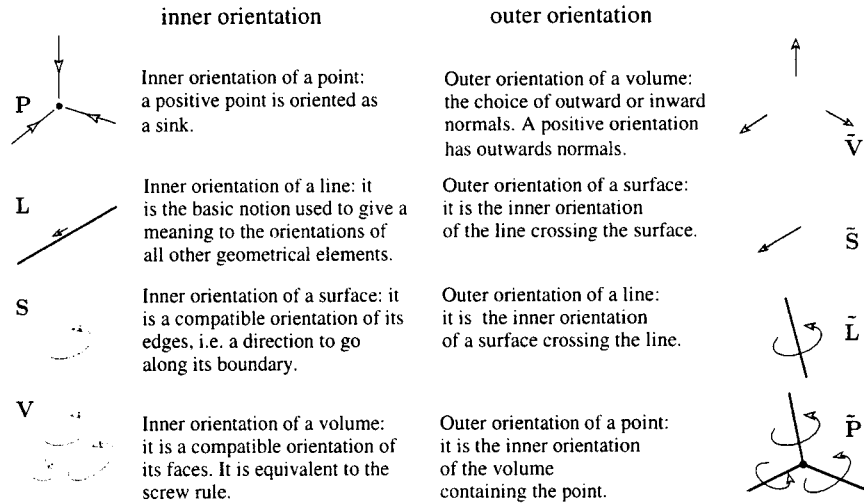 inner orientation
outer orientation
P
Inner orientation of a point:
a positive point is oriented as
a sink.
Outer orientation of a volume:
the choice of outward or inward
normals. A positive orientation
has outwards normals.
Ṽ
L
Inner orientation of a line: it
is the basic notion used to give a
meaning to the orientations of
all other geometrical elements.
Outer orientation of a surface:
it is the inner orientation
of the line crossing the surface.
S̃
S
Inner orientation of a surface: it
is a compatible orientation of its
edges, i.e. a direction to go
along its boundary.
Outer orientation of a line:
it is the inner orientation
of a surface crossing the line.
L̃
V
Inner orientation of a volume:
it is a compatible orientation of
its faces. It is equivalent to the
screw rule.
Outer orientation of a point:
it is the inner orientation
of the volume
containing the point.
P̃